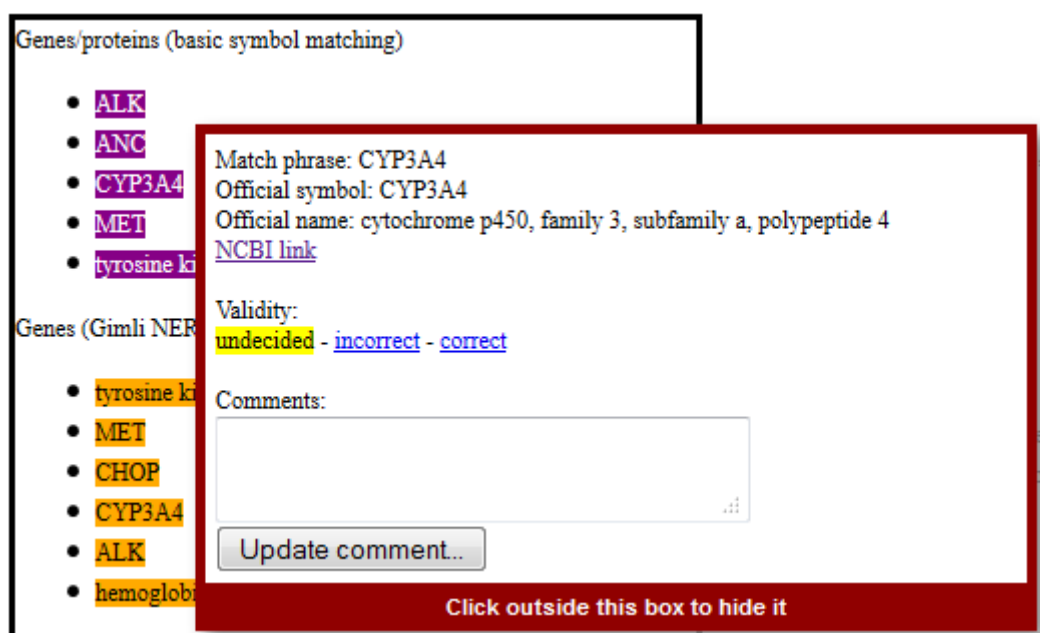 Genes/proteins (basic symbol matching)
ALK
ANC
CYP3A4
MET
tyrosine ki
Genes (Gimli NER
tyrosine ki
MET
CHOP
CYP3A4
ALK
hemoglobi
Match phrase: CYP3A4
Official symbol: CYP3A4
Official name: cytochrome p450, family 3, subfamily a, polypeptide 4
NCBI link
Validity:
undecided - incorrect - correct
Comments:
Update comment...
Click outside this box to hide it